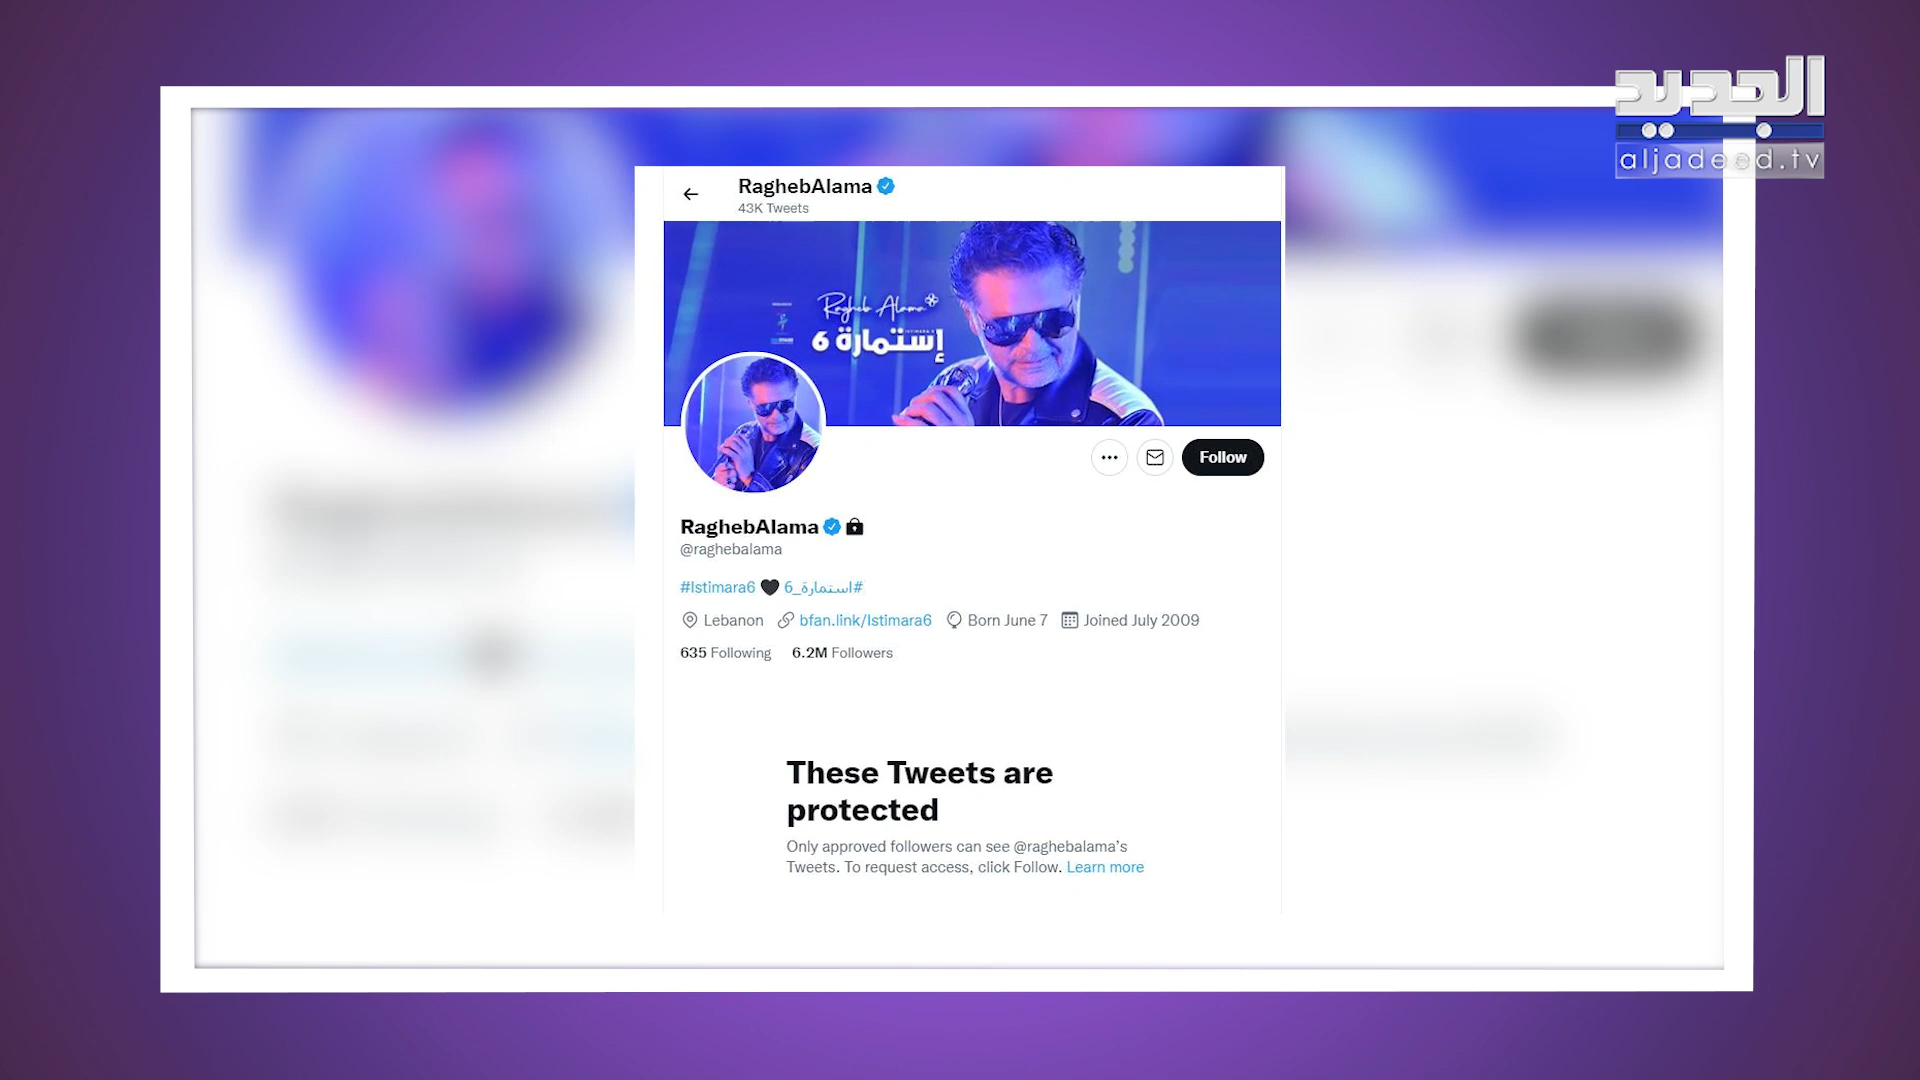 الجديد
aljadeed.tv
RaghebAlama
43K Tweets
Ragheb Alama
إستمارة 6
Follow
RaghebAlama
@raghebalama
#Istimara6 🖤 #استمارة_6
Lebanon bfan.link/Istimara6 Born June 7 Joined July 2009
635 Following 6.2M Followers
These Tweets are
protected
Only approved followers can see @raghebalama’s
Tweets. To request access, click Follow. Learn more